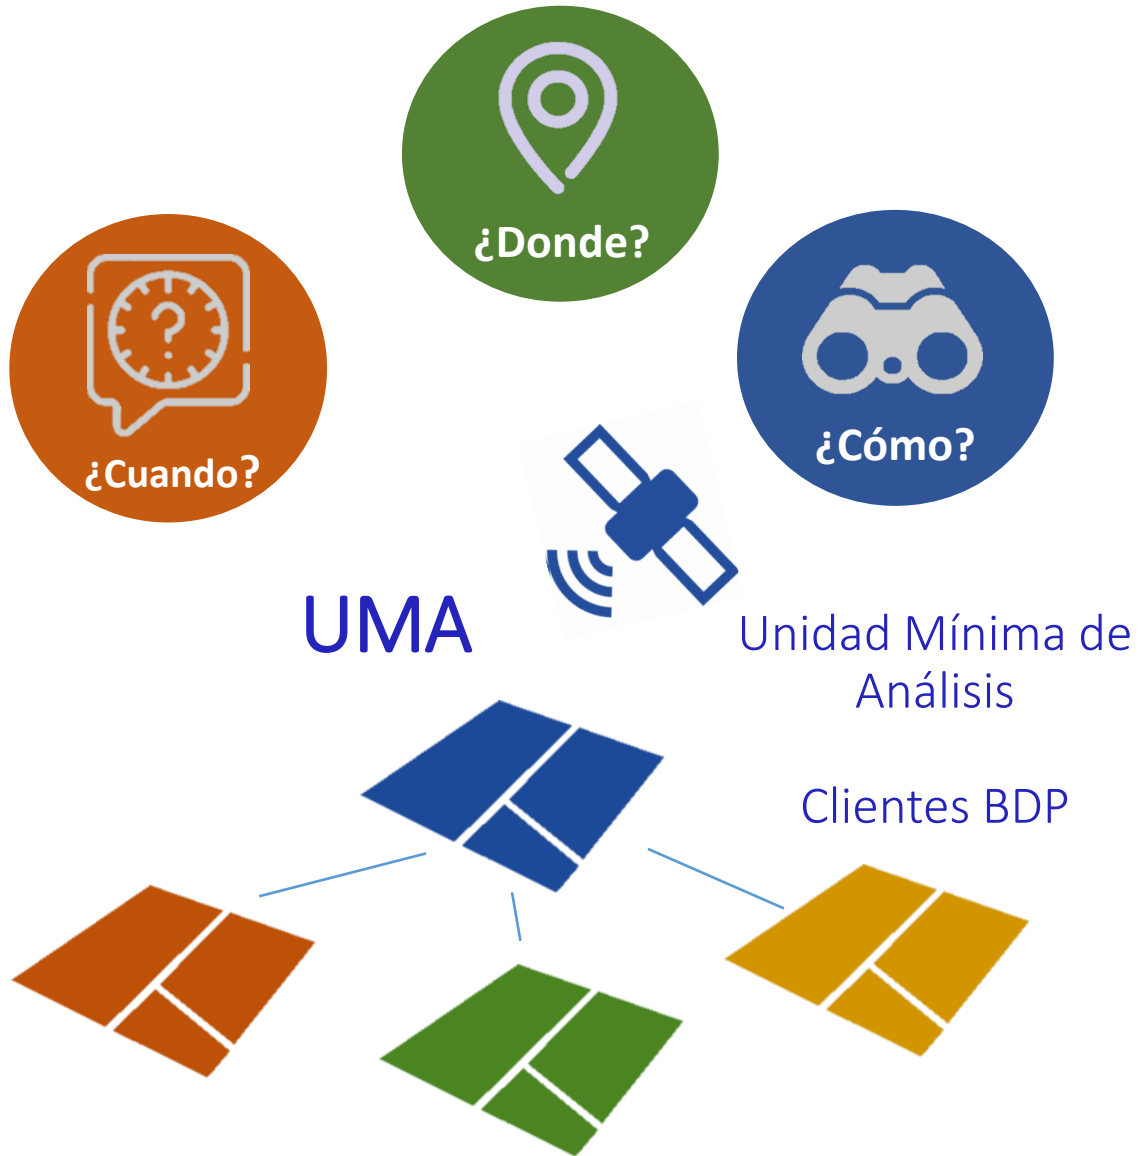 ¿Donde?
¿Cuando?
¿Cómo?
UMA
Unidad Mínima de
Análisis
Clientes BDP